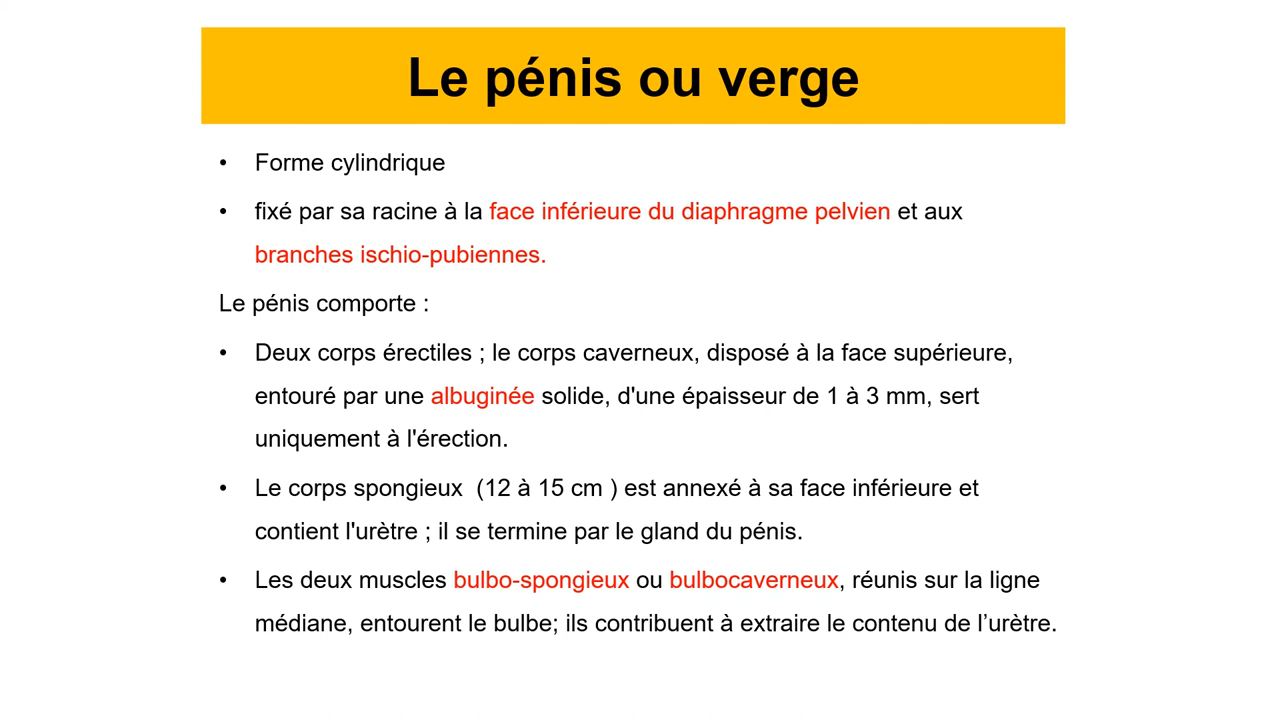 Le pénis ou verge
• Forme cylindrique
• fixé par sa racine à la face inférieure du diaphragme pelvien et aux
branches ischio-pubiennes.
Le pénis comporte :
• Deux corps érectiles ; le corps caverneux, disposé à la face supérieure,
entouré par une albuginée solide, d'une épaisseur de 1 à 3 mm, sert
uniquement à l'érection.
• Le corps spongieux  (12 à 15 cm ) est annexé à sa face inférieure et
contient l'urètre ; il se termine par le gland du pénis.
• Les deux muscles bulbo-spongieux ou bulbocaverneux, réunis sur la ligne
médiane, entourent le bulbe; ils contribuent à extraire le contenu de l’urètre.